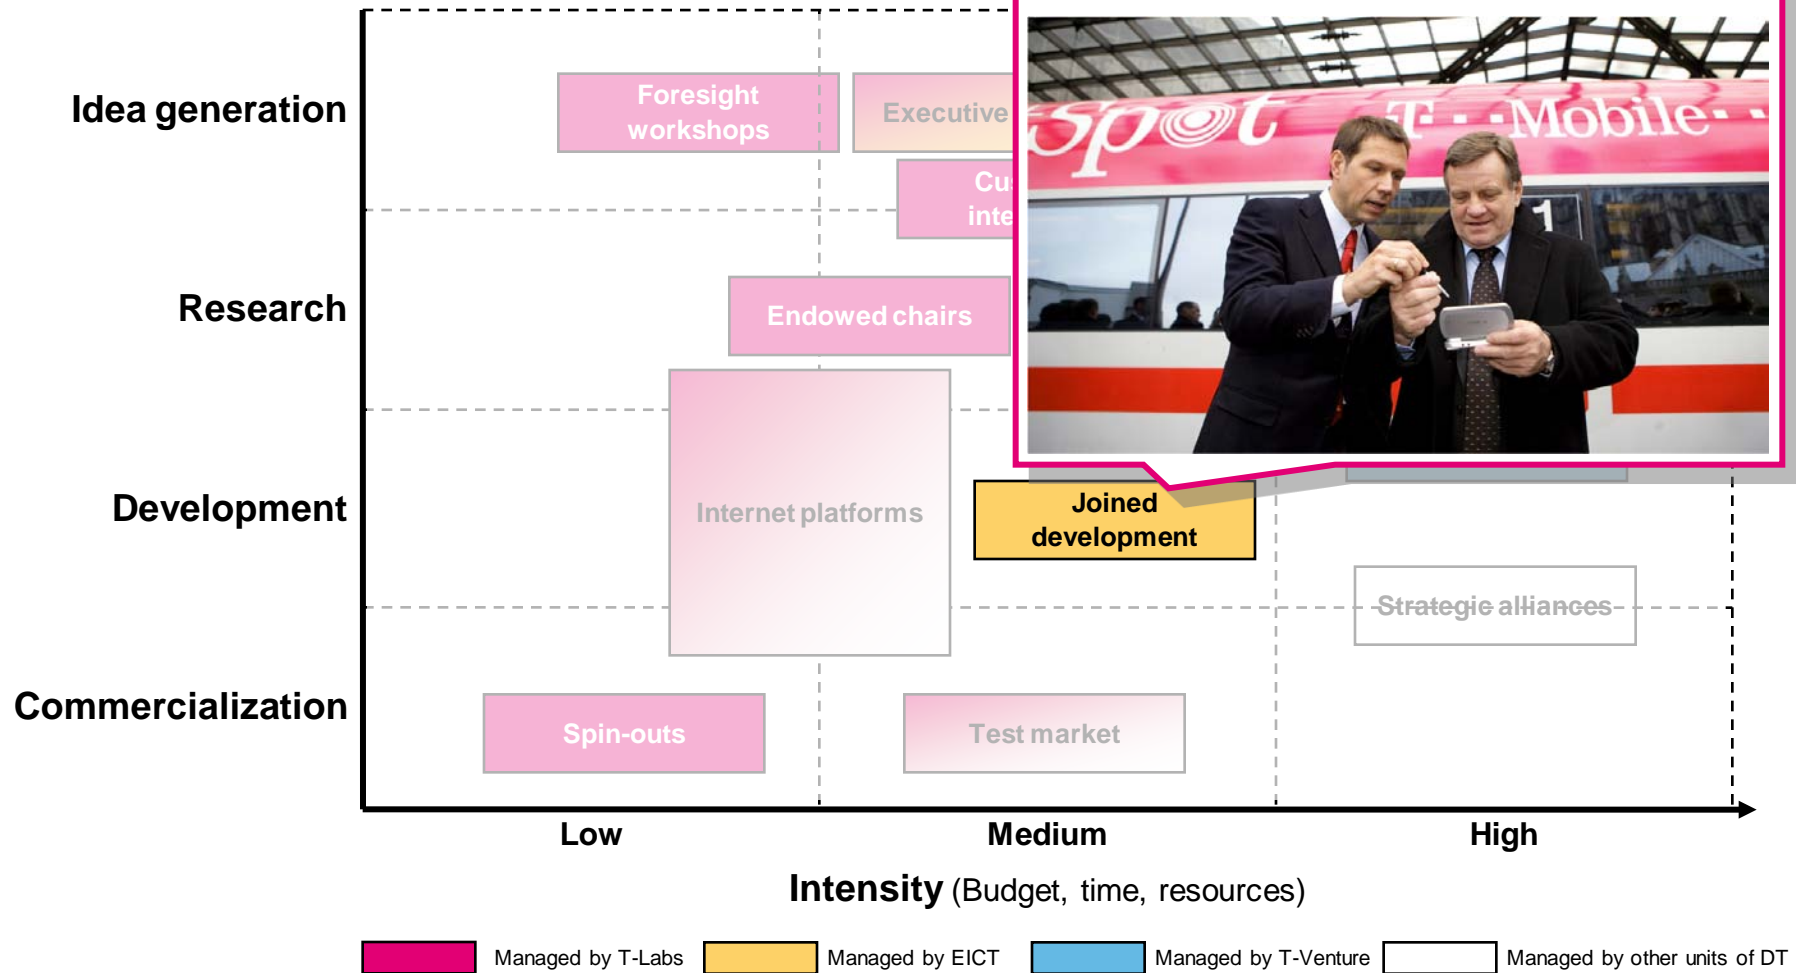 Idea generation
Foresight
workshops
Executive
spot T · · · Mobile · ·
Research
Endowed chairs
1
Development
Internet platforms
Joined
development
Strategic alliances
Commercialization
Spin-outs
Test market
Low
Medium
High
Intensity (Budget, time, resources)
Managed by T-Labs
Managed by EICT
Managed by T-Venture
Managed by other units of DT